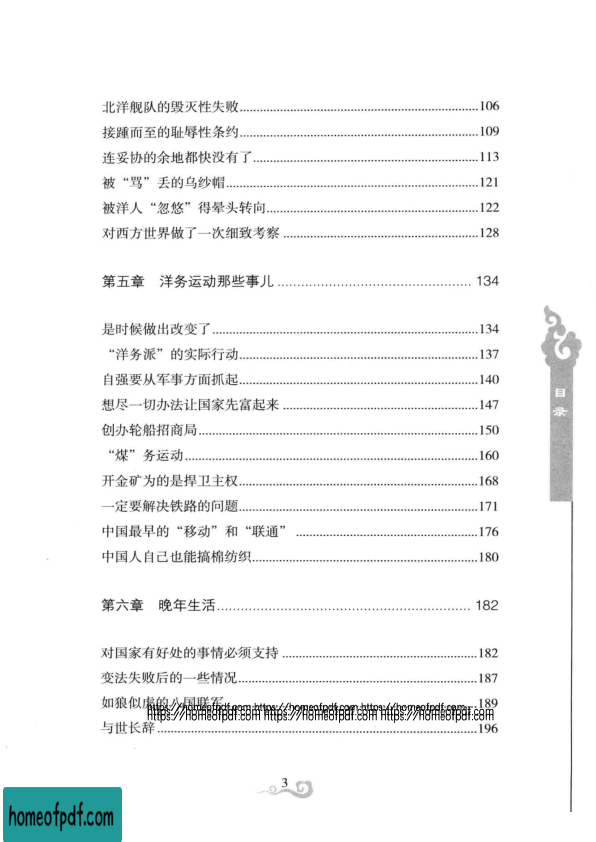 北洋舰队的毁灭性失败........106
接踵而至的耻辱性条约........109
连妥协的余地都快没有了........113
被“骂”丢的乌纱帽........121
被洋人“忽悠”得晕头转向........122
对西方世界做了一次细致考察........128
第五章 洋务运动那些事儿........134
是时候做出改变了........134
“洋务派”的实际行动........137
自强要从军事方面抓起........140
想尽一切办法让国家先富起来........147
创办轮船招商局........150
“煤”务运动........160
开金矿为的是捍卫主权........168
一定要解决铁路的问题........171
中国最早的“移动”和“联通”........176
中国人自己也能搞棉纺织........180
第六章 晚年生活........182
对国家有好处的事情必须支持........182
变法失败后的一些情况........187
如狼似虎的八国联军........189
https://homeofpdf.com https://homeofpdf.com https://homeofpdf.com
https://homeofpdf.com https://homeofpdf.com https://homeofpdf.com
与世长辞........196
目录
3
homeofpdf.com